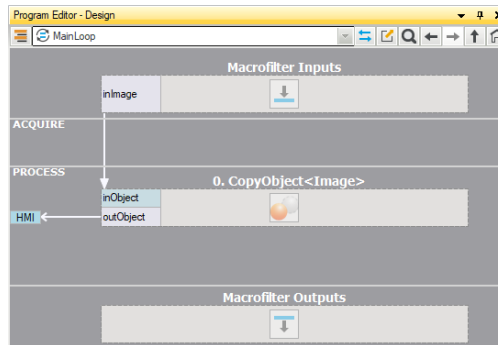 Program Editor - Design
MainLoop
Macrofilter Inputs
inImage
ACQUIRE
PROCESS
0. CopyObject<Image>
inObject
HMI
outObject
Macrofilter Outputs